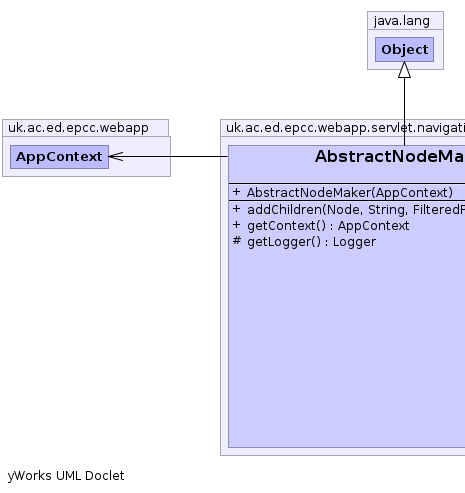 java.lang
Object
uk.ac.ed.epcc.webapp
AppContext
uk.ac.ed.epcc.webapp.servlet.navigati
AbstractNodeMa
+ AbstractNodeMaker(AppContext)
+ addChildren(Node, String, FilteredP
+ getContext() : AppContext
# getLogger() : Logger
yWorks UML Doclet